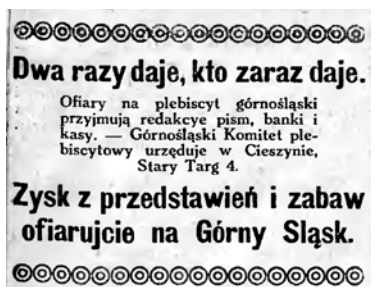 Dwa razy daje, kto zaraz daje.
Ofiary na plebiscyt górnośląski
przyjmują redakcye pism, banki i
kasy. — Górnośląski Komitet ple-
biscytowy urzęduje w Cieszynie,
Stary Targ 4.
Zysk z przedstawień i zabaw
ofiarujcie na Górny Sląsk.